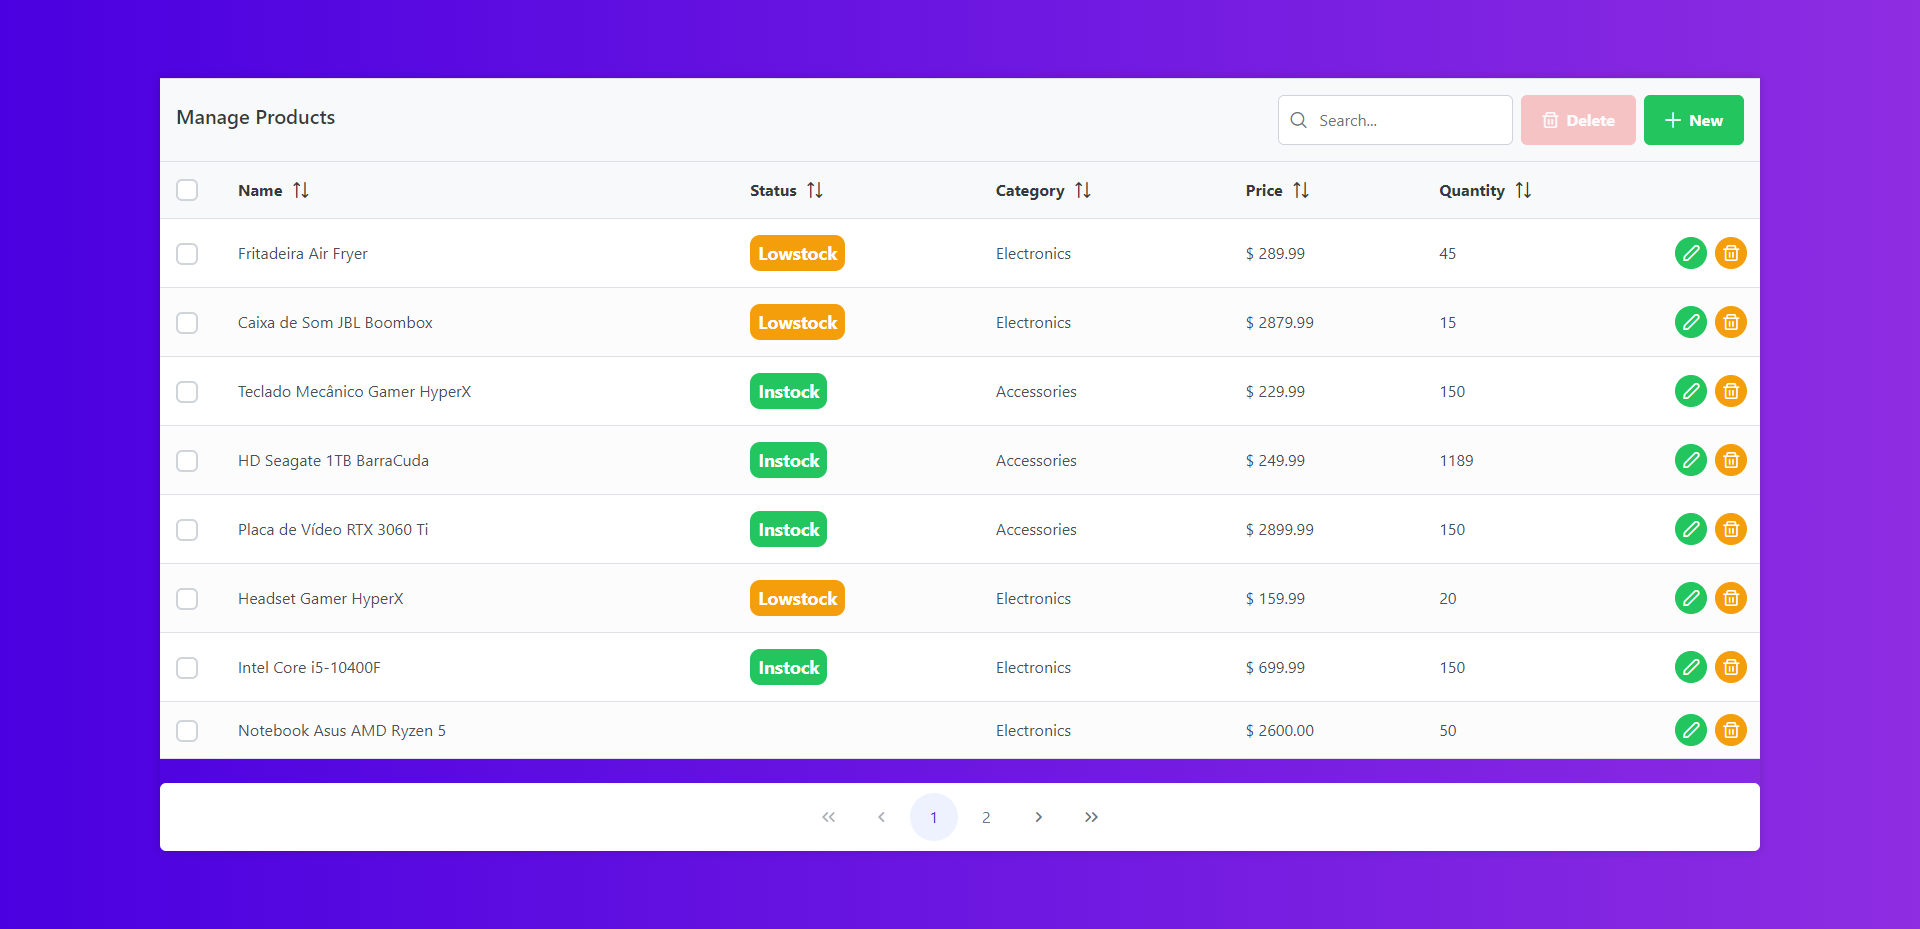 Manage Products
Search...
Delete
New
Name Status Category Price Quantity
Fritadeira Air Fryer Lowstock Electronics $ 289.99 45
Caixa de Som JBL Boombox Lowstock Electronics $ 2879.99 15
Teclado Mecânico Gamer HyperX Instock Accessories $ 229.99 150
HD Seagate 1TB BarraCuda Instock Accessories $ 249.99 1189
Placa de Vídeo RTX 3060 Ti Instock Accessories $ 2899.99 150
Headset Gamer HyperX Lowstock Electronics $ 159.99 20
Intel Core i5-10400F Instock Electronics $ 699.99 150
Notebook Asus AMD Ryzen 5 Electronics $ 2600.00 50
1 2